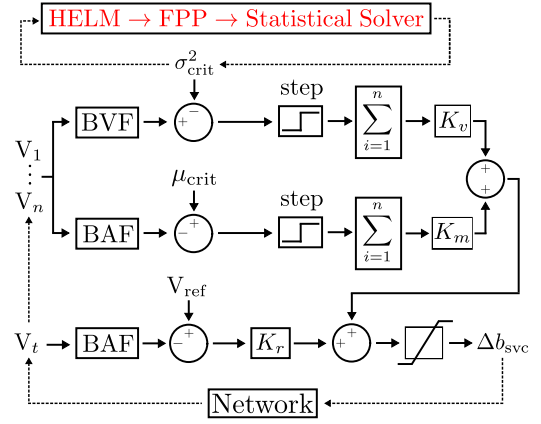 HELM → FPP → Statistical Solver
σ²crit
step
BVF
+ −
n
∑
i=1
Kv
V1
⋮
Vn
μcrit
+
+
step
BAF
− +
n
∑
i=1
Km
Vref
Vt
BAF
− +
Kr
+ +
Δbsvc
Network